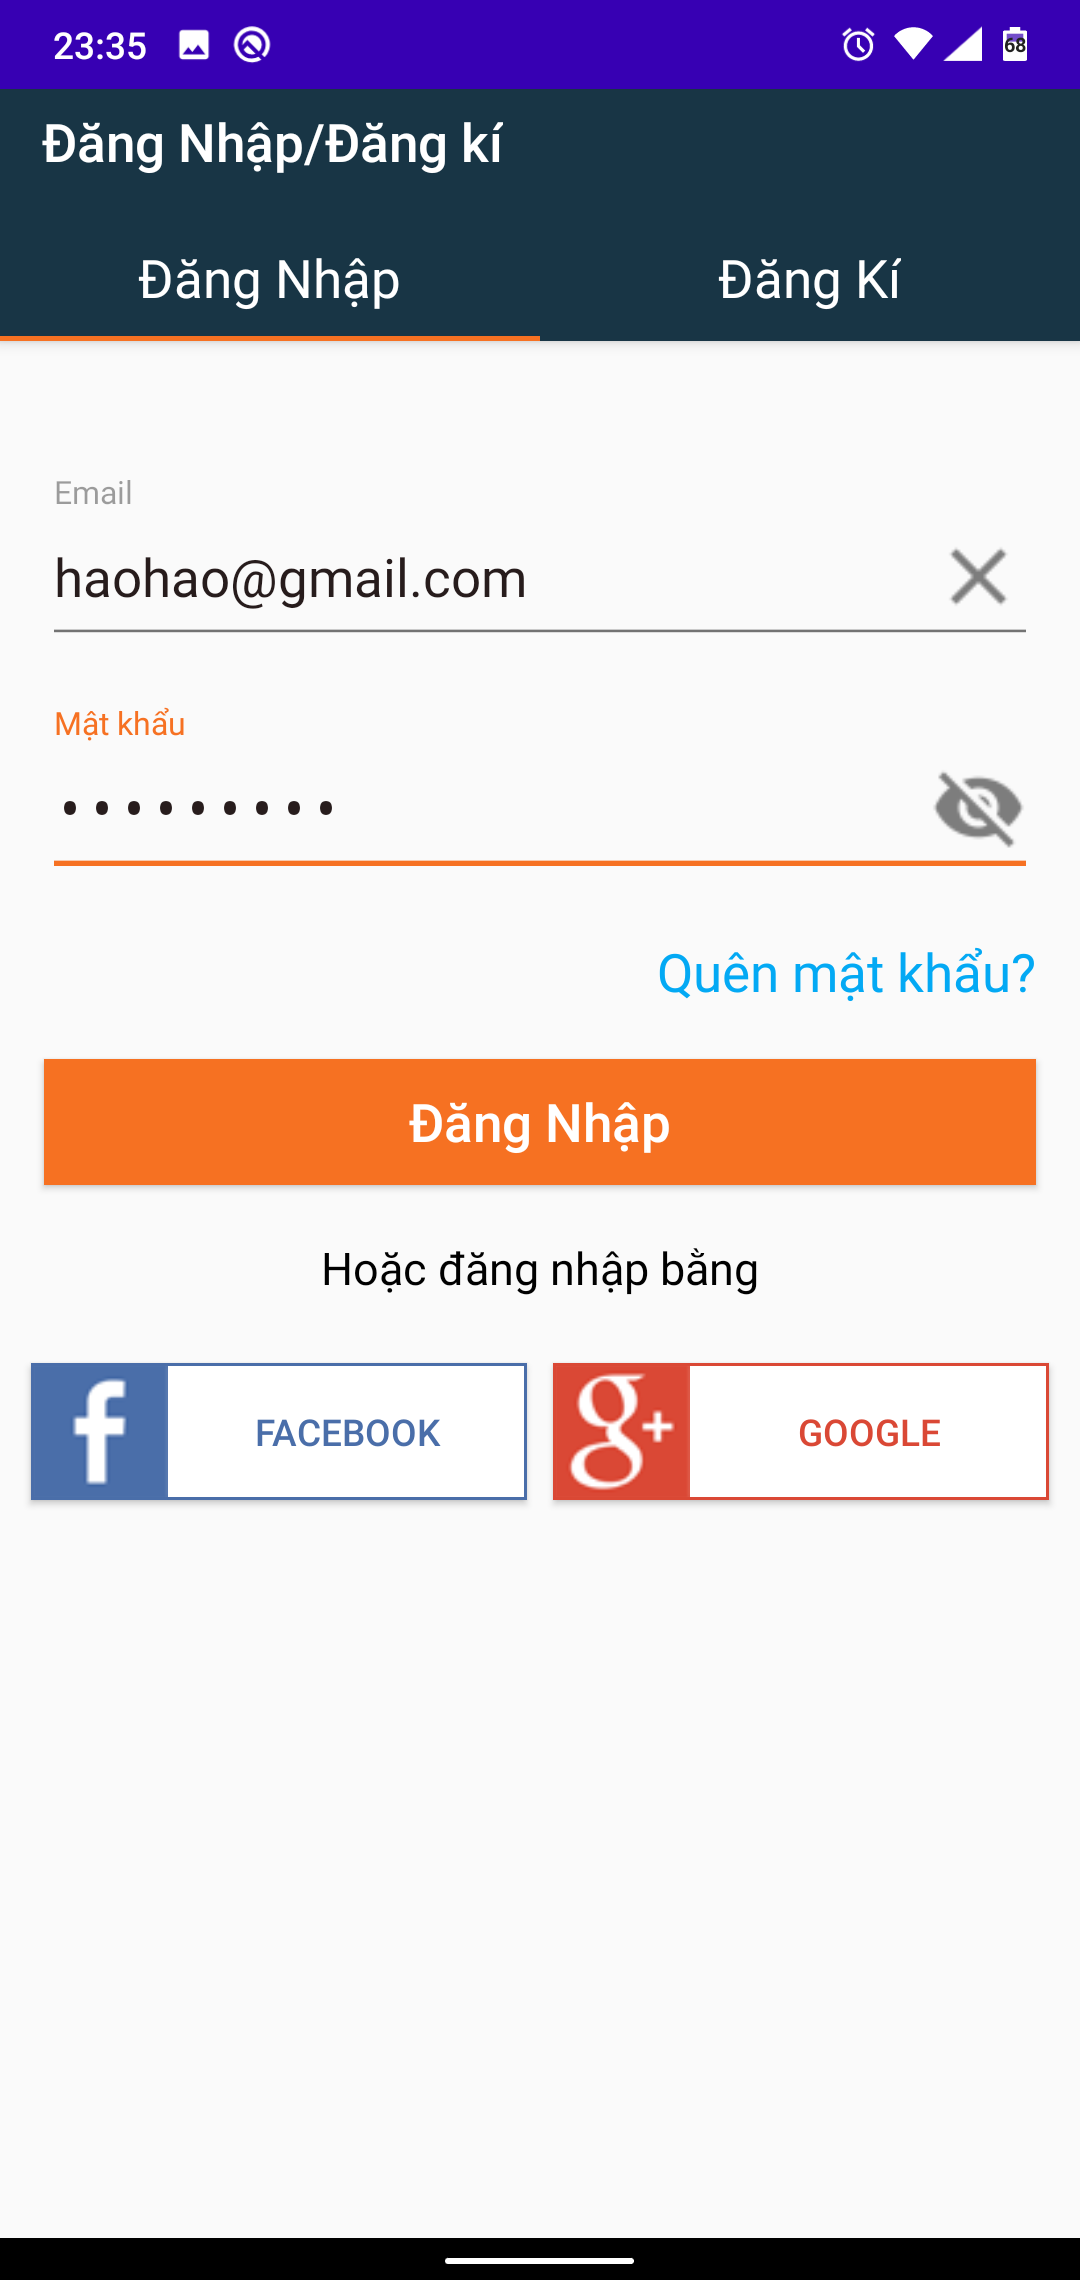 23:35
68
Đăng Nhập/Đăng kí
Đăng Nhập
Đăng Kí
Email
haohao@gmail.com
Mật khẩu
•••••••••
Quên mật khẩu?
Đăng Nhập
Hoặc đăng nhập bằng
f FACEBOOK
g+ GOOGLE